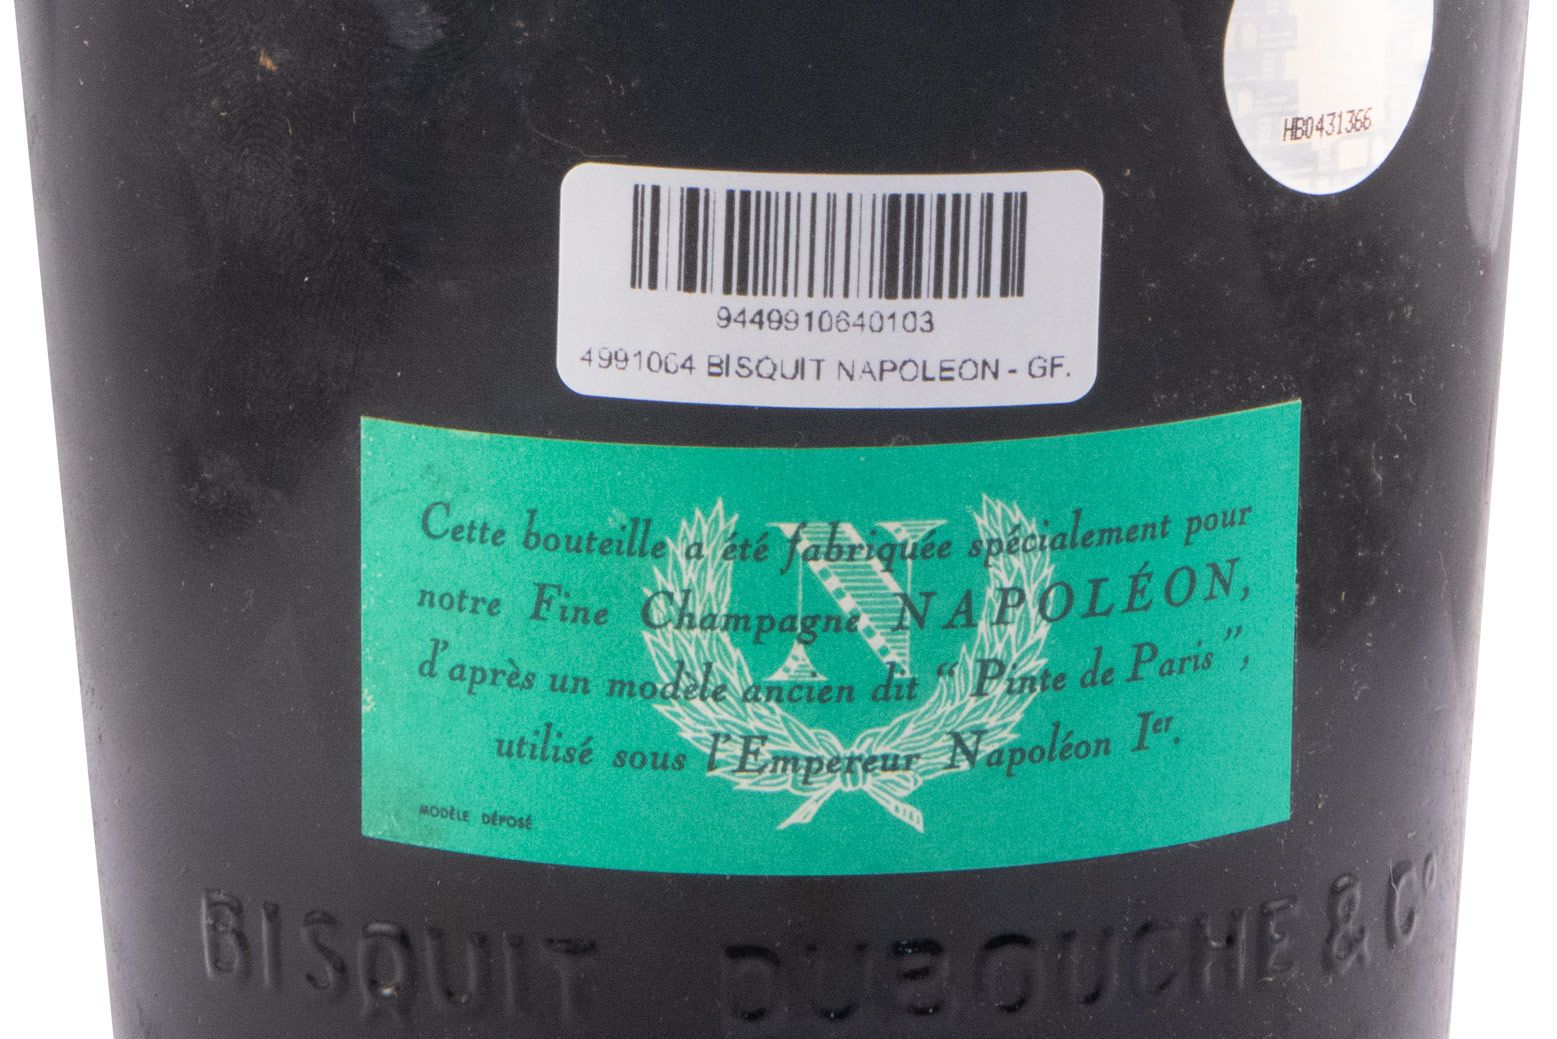 HB0431366
9449910640103
4991064 BISQUIT NAPOLEON - GF.
Cette bouteille a été fabriquée spécialement pour
notre Fine Champagne NAPOLÉON,
d'après un modèle ancien dit “ Pinte de Paris ”,
utilisé sous l'Empereur Napoléon Ier.
MODÈLE DÉPOSÉ
N
BISQUIT DUBOUCHE & Co